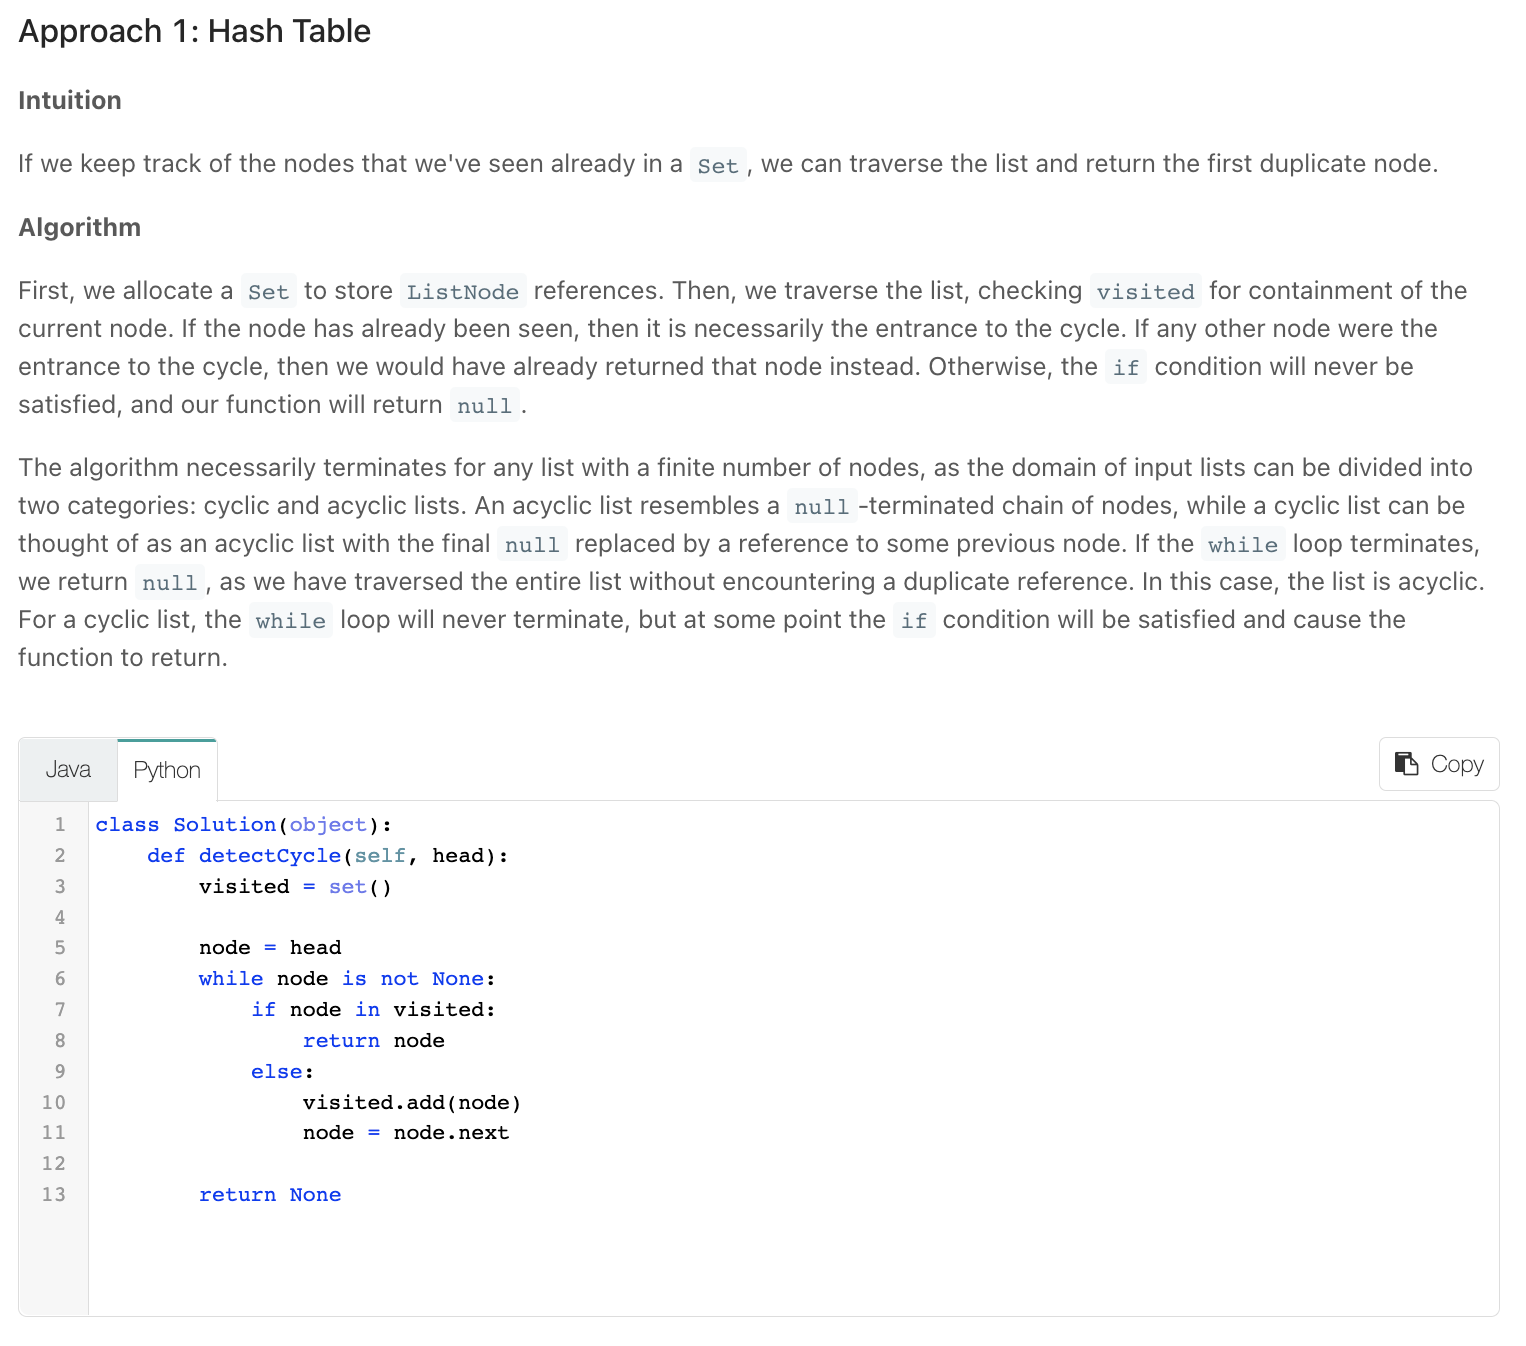 Approach 1: Hash Table
Intuition
If we keep track of the nodes that we've seen already in a Set , we can traverse the list and return the first duplicate node.
Algorithm
First, we allocate a Set to store ListNode references. Then, we traverse the list, checking visited for containment of the
current node. If the node has already been seen, then it is necessarily the entrance to the cycle. If any other node were the
entrance to the cycle, then we would have already returned that node instead. Otherwise, the if condition will never be
satisfied, and our function will return null .
The algorithm necessarily terminates for any list with a finite number of nodes, as the domain of input lists can be divided into
two categories: cyclic and acyclic lists. An acyclic list resembles a null -terminated chain of nodes, while a cyclic list can be
thought of as an acyclic list with the final null replaced by a reference to some previous node. If the while loop terminates,
we return null , as we have traversed the entire list without encountering a duplicate reference. In this case, the list is acyclic.
For a cyclic list, the while loop will never terminate, but at some point the if condition will be satisfied and cause the
function to return.
Java Python Copy
1 class Solution(object):
2     def detectCycle(self, head):
3         visited = set()
4
5         node = head
6         while node is not None:
7             if node in visited:
8                 return node
9             else:
10                 visited.add(node)
11                 node = node.next
12
13         return None